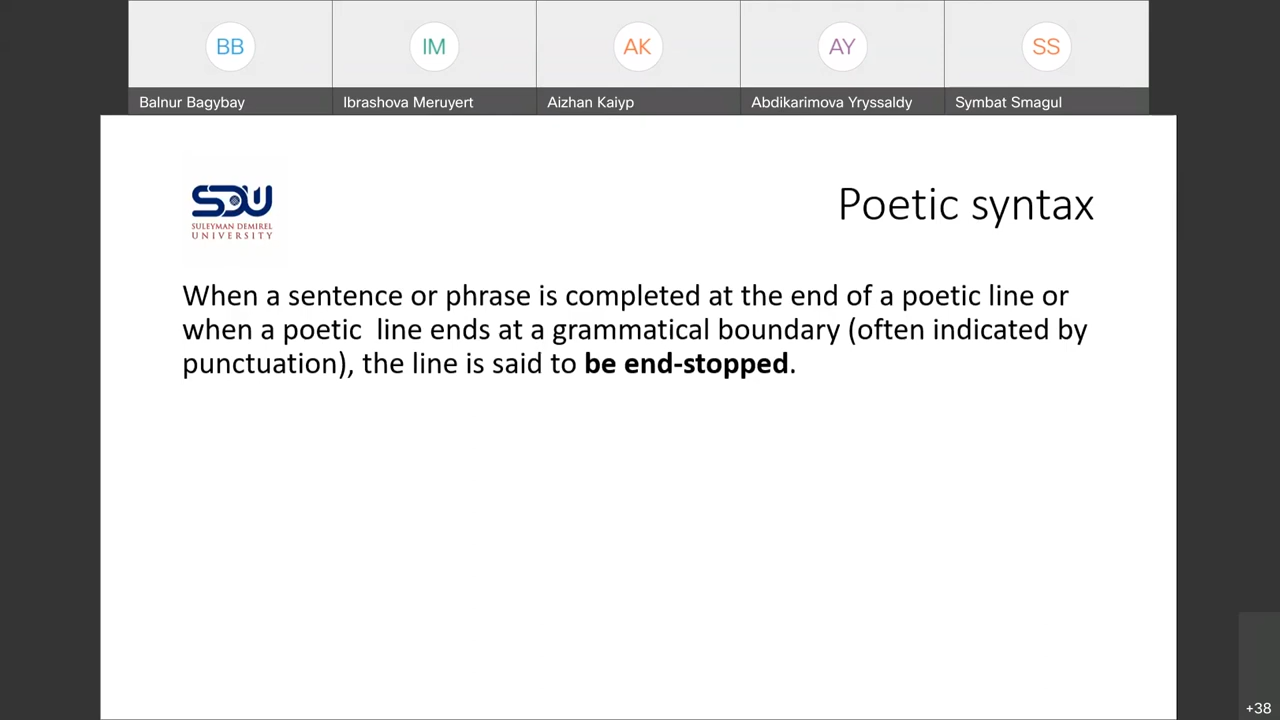 BB IM AK AY SS
Balnur Bagybay Ibrashova Meruyert Aizhan Kaiyp Abdikarimova Yryssaldy Symbat Smagul
SDU
SULEYMAN DEMIREL
UNIVERSITY
Poetic syntax
When a sentence or phrase is completed at the end of a poetic line or
when a poetic line ends at a grammatical boundary (often indicated by
punctuation), the line is said to be end-stopped.
+38